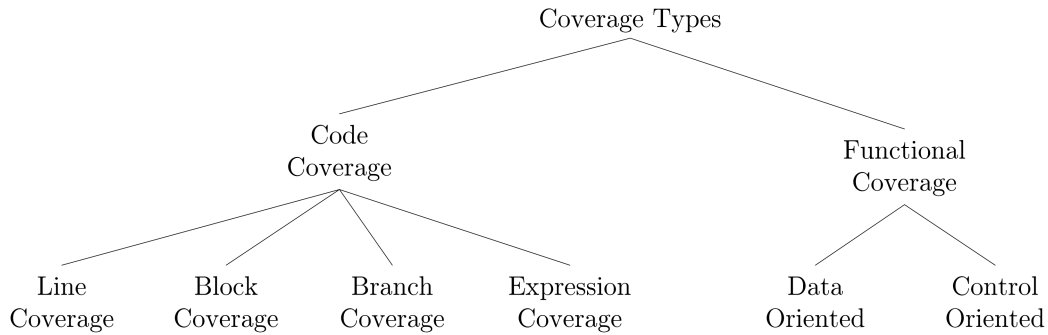 Coverage Types
Code
Coverage
Functional
Coverage
Line
Coverage
Block
Coverage
Branch
Coverage
Expression
Coverage
Data
Oriented
Control
Oriented